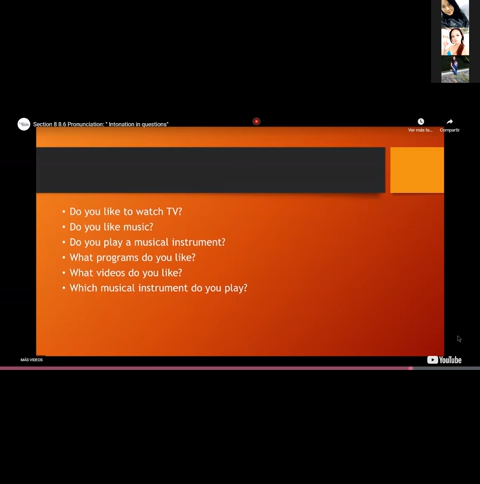 Section 8 8.6 Pronunciation: " Intonation in questions"
Ver más ta...
Compartir
• Do you like to watch TV?
• Do you like music?
• Do you play a musical instrument?
• What programs do you like?
• What videos do you like?
• Which musical instrument do you play?
MÁS VIDEOS
YouTube